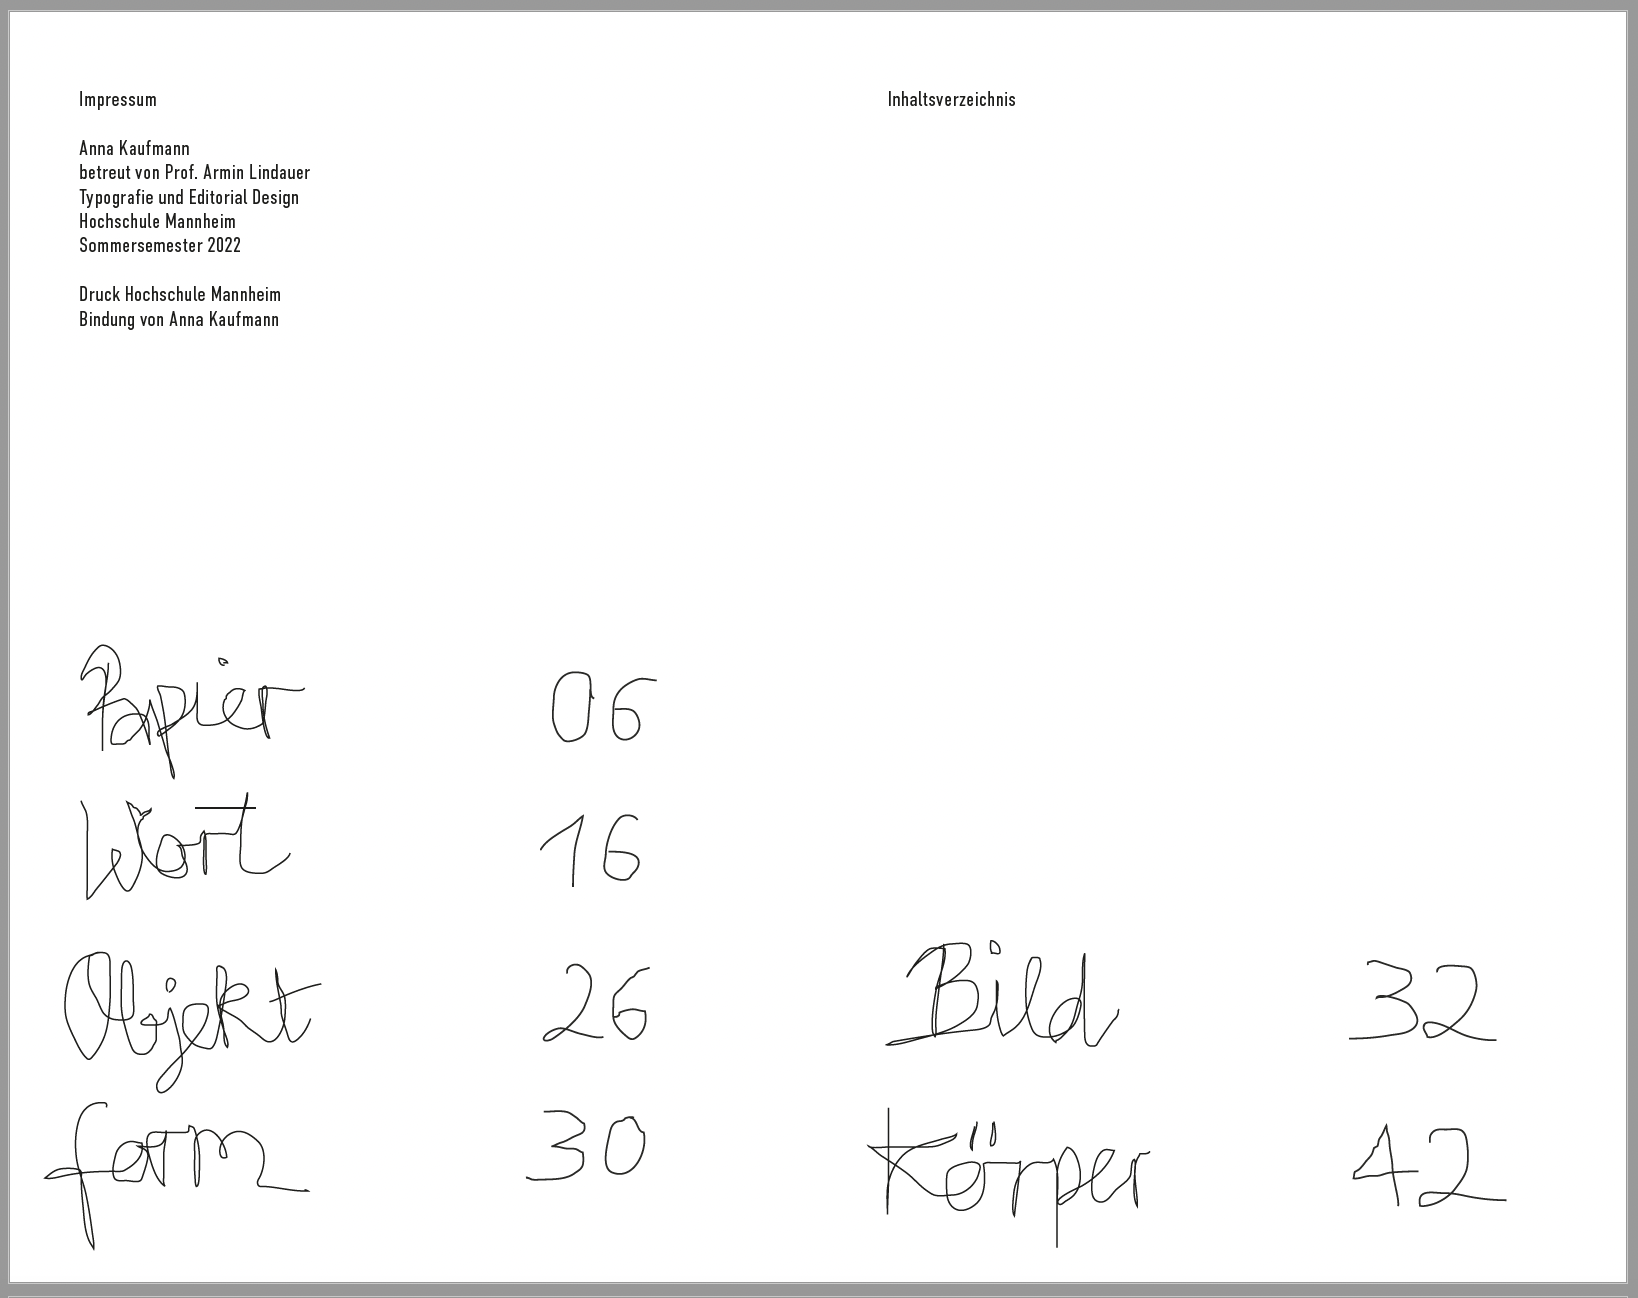 Impressum
Anna Kaufmann
betreut von Prof. Armin Lindauer
Typografie und Editorial Design
Hochschule Mannheim
Sommersemester 2022
Druck Hochschule Mannheim
Bindung von Anna Kaufmann
Papier 06
Wort 16
Objekt 26
form 30
Inhaltsverzeichnis
Bild 32
Körper 42